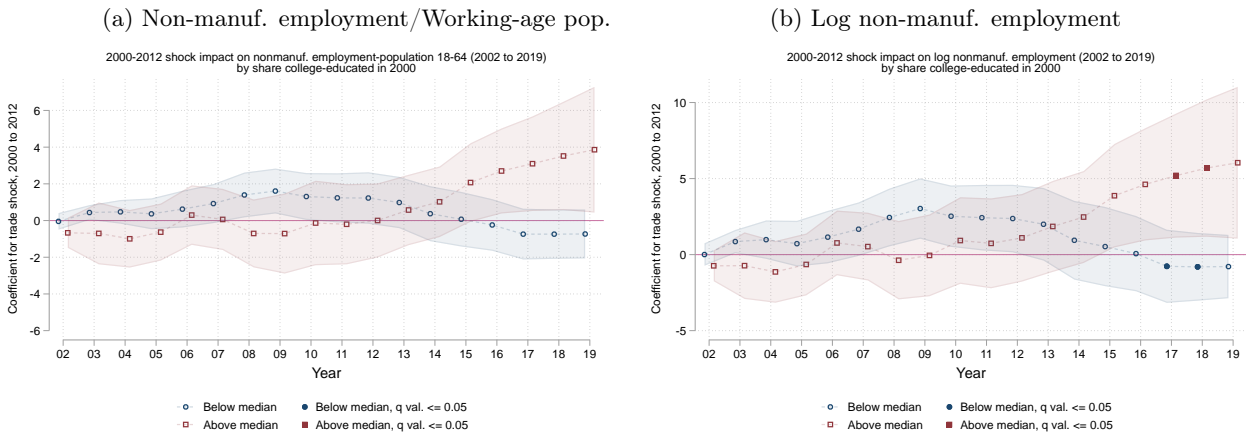 (a) Non-manuf. employment/Working-age pop.
2000-2012 shock impact on nonmanuf. employment-population 18-64 (2002 to 2019)
by share college-educated in 2000
Coefficient for trade shock, 2000 to 2012
6
4
2
0
-2
-4
-6
02 03 04 05 06 07 08 09 10 11 12 13 14 15 16 17 18 19
Year
Below median Below median, q val. <= 0.05
Above median Above median, q val. <= 0.05
(b) Log non-manuf. employment
2000-2012 shock impact on log nonmanuf. employment (2002 to 2019)
by share college-educated in 2000
Coefficient for trade shock, 2000 to 2012
10
5
0
-5
02 03 04 05 06 07 08 09 10 11 12 13 14 15 16 17 18 19
Year
Below median Below median, q val. <= 0.05
Above median Above median, q val. <= 0.05